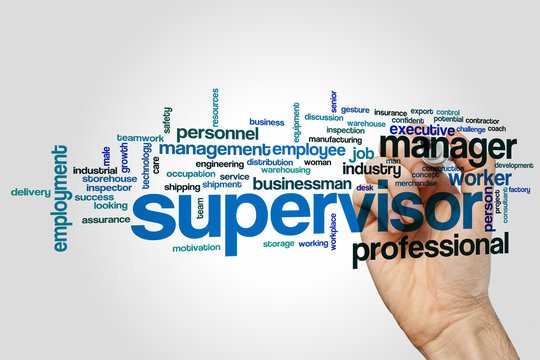 senior
resources
safety
gesture insurance export control
business equipment discussion warehouse confident potential contractor
teamwork personnel inspection executive challenge coach
male growth technology care management employee manufacturing job manager
engineering distribution woman man construction development
industrial occupation service warehousing industry concept worker
storehouse shipping shipment businessman desk merchandise factory
delivery employment inspector
success
looking team supervisor person project consultant
assurance
motivation storage working workplace professional